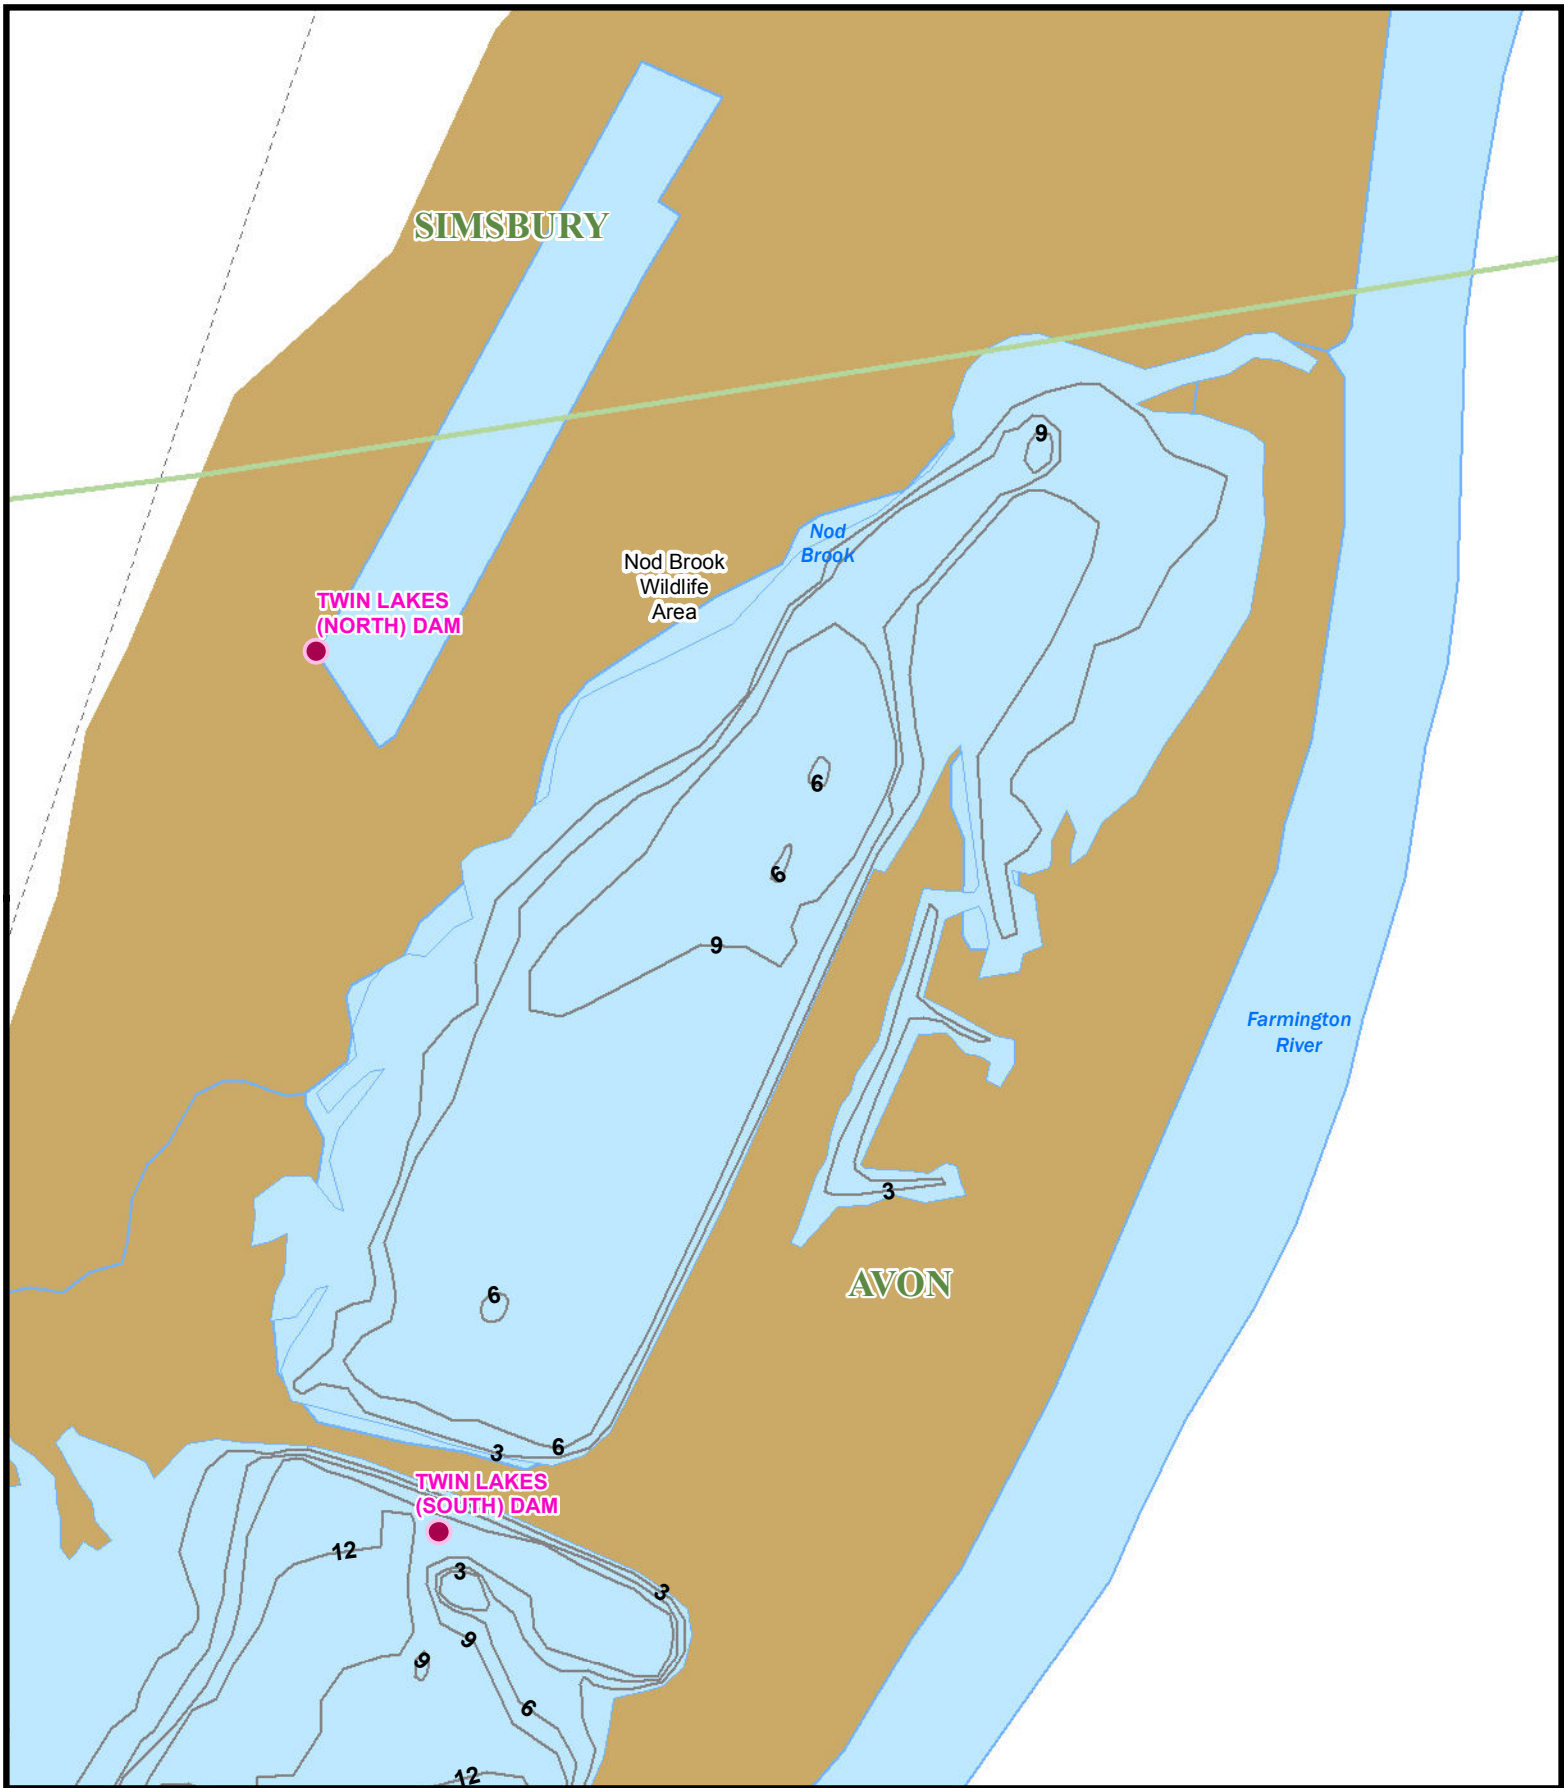 SIMSBURY
9
Nod
Brook
Nod Brook
Wildlife
Area
TWIN LAKES
(NORTH) DAM
6
6
9
Farmington
River
3
AVON
6
6
3
TWIN LAKES
(SOUTH) DAM
12
3
3
9
9
6
12